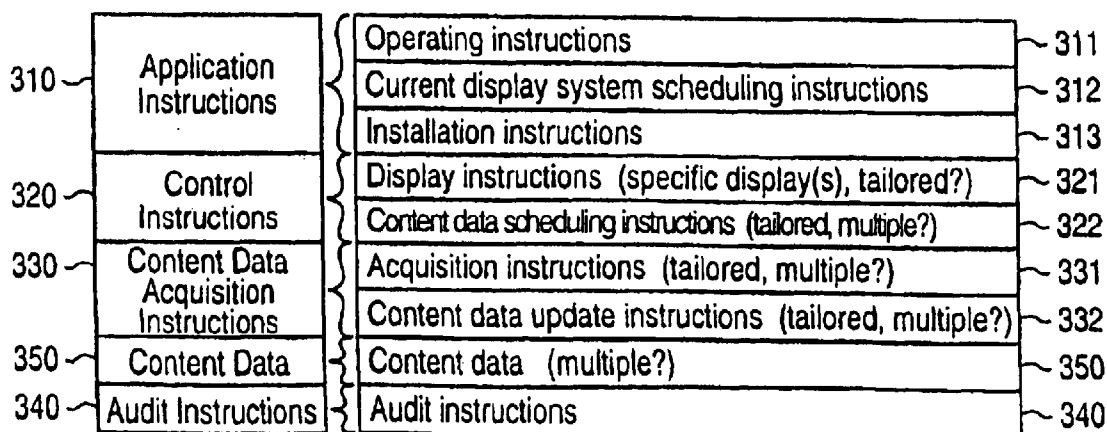 310
Application
Instructions
Operating instructions
311
Current display system scheduling instructions
312
Installation instructions
313
320
Control
Instructions
Display instructions (specific display(s), tailored?)
321
Content data scheduling instructions (tailored, multiple?)
322
330
Content Data
Acquisition
Instructions
Acquisition instructions (tailored, multiple?)
331
Content data update instructions (tailored, multiple?)
332
350
Content Data
Content data (multiple?)
350
340
Audit Instructions
Audit instructions
340